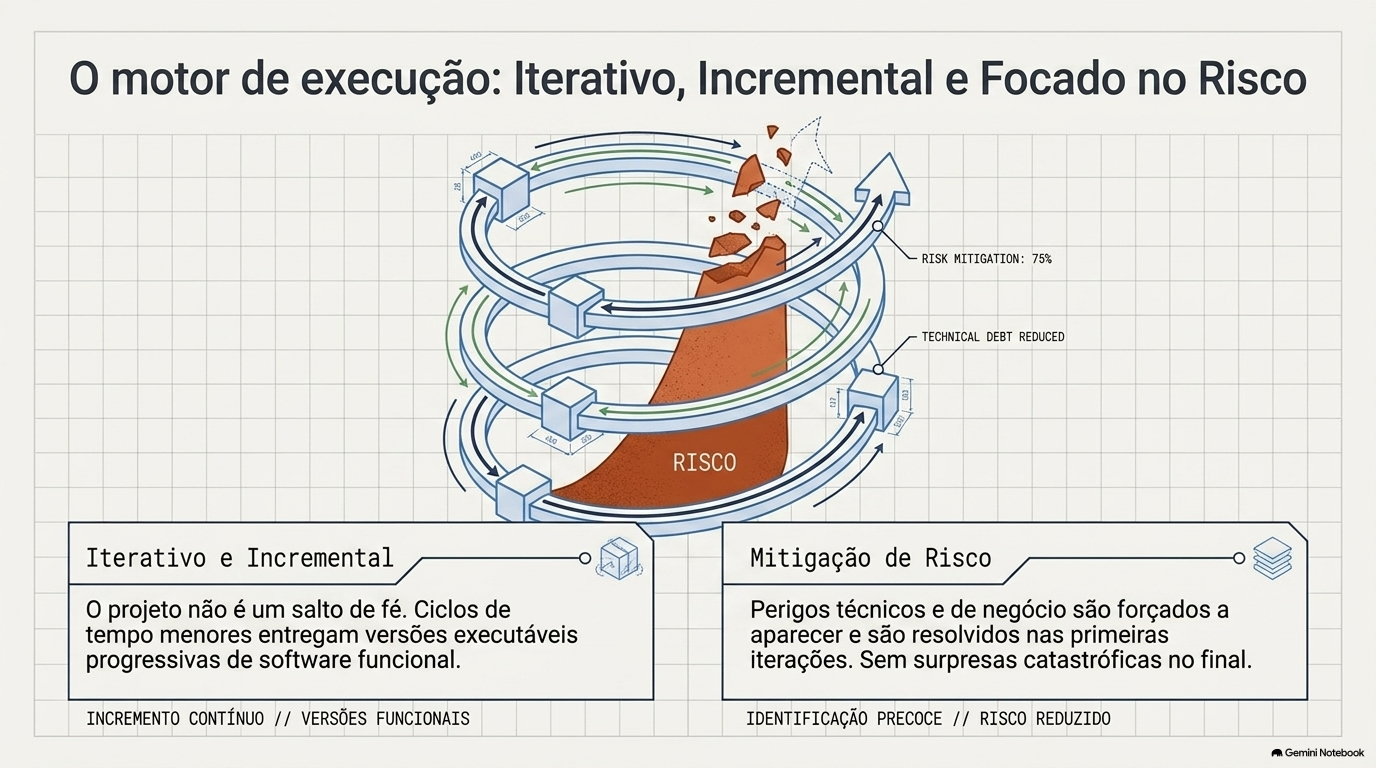 O motor de execução: Iterativo, Incremental e Focado no Risco
RISK MITIGATION: 75%
TECHNICAL DEBT REDUCED
RISCO
Iterativo e Incremental
O projeto não é um salto de fé. Ciclos de
tempo menores entregam versões executáveis
progressivas de software funcional.
INCREMENTO CONTÍNUO // VERSÕES FUNCIONAIS
Mitigação de Risco
Perigos técnicos e de negócio são forçados a
aparecer e são resolvidos nas primeiras
iterações. Sem surpresas catastróficas no final.
IDENTIFICAÇÃO PRECOCE // RISCO REDUZIDO
Gemini Notebook